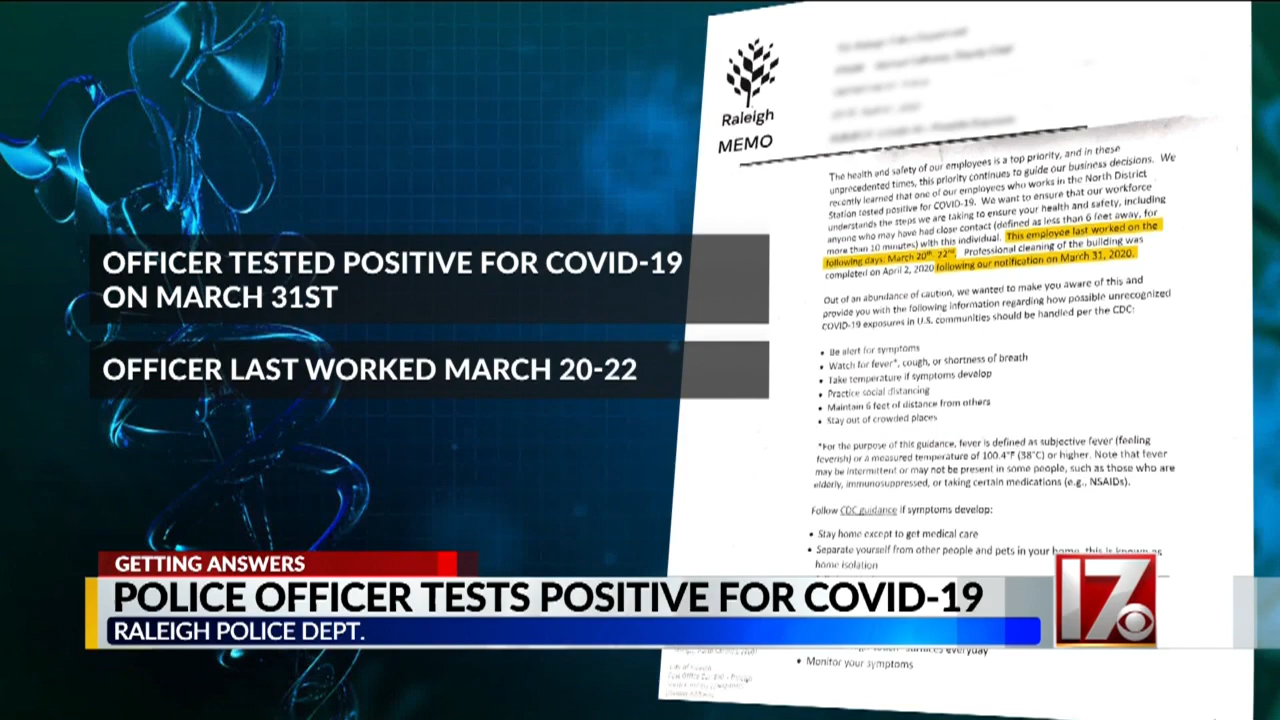 Raleigh
MEMO
The health and safety of our employees is a top priority, and in these
unprecedented times, this priority continues to guide our business decisions. We
recently learned that one of our employees who works in the North District
Station tested positive for COVID-19. We want to ensure that our workforce
understands the steps we are taking to ensure your health and safety, including
anyone who may have had close contact (defined as less than 6 feet away, for
more than 10 minutes) with this individual. This employee last worked on the
following days, March 20th, 22nd. Professional cleaning of the building was
completed on April 2, 2020 following our notification on March 31, 2020.
Out of an abundance of caution, we wanted to make you aware of this and
provide you with the following information regarding how possible unrecognized
COVID-19 exposures in U.S. communities should be handled per the CDC:
• Be alert for symptoms
• Watch for fever*, cough, or shortness of breath
• Take temperature if symptoms develop
• Practice social distancing
• Maintain 6 feet of distance from others
• Stay out of crowded places
*For the purpose of this guidance, fever is defined as subjective fever (feeling
feverish) or a measured temperature of 100.4°F (38°C) or higher. Note that fever
may be intermittent or may not be present in some people, such as those who are
elderly, immunosuppressed, or taking certain medications (e.g., NSAIDs).
Follow CDC guidance if symptoms develop:
• Stay home except to get medical care
• Separate yourself from other people and pets in your home, this is known as
home isolation
surfaces everyday
• Monitor your symptoms
OFFICER TESTED POSITIVE FOR COVID-19
ON MARCH 31ST
OFFICER LAST WORKED MARCH 20-22
GETTING ANSWERS
POLICE OFFICER TESTS POSITIVE FOR COVID-19
RALEIGH POLICE DEPT.
17